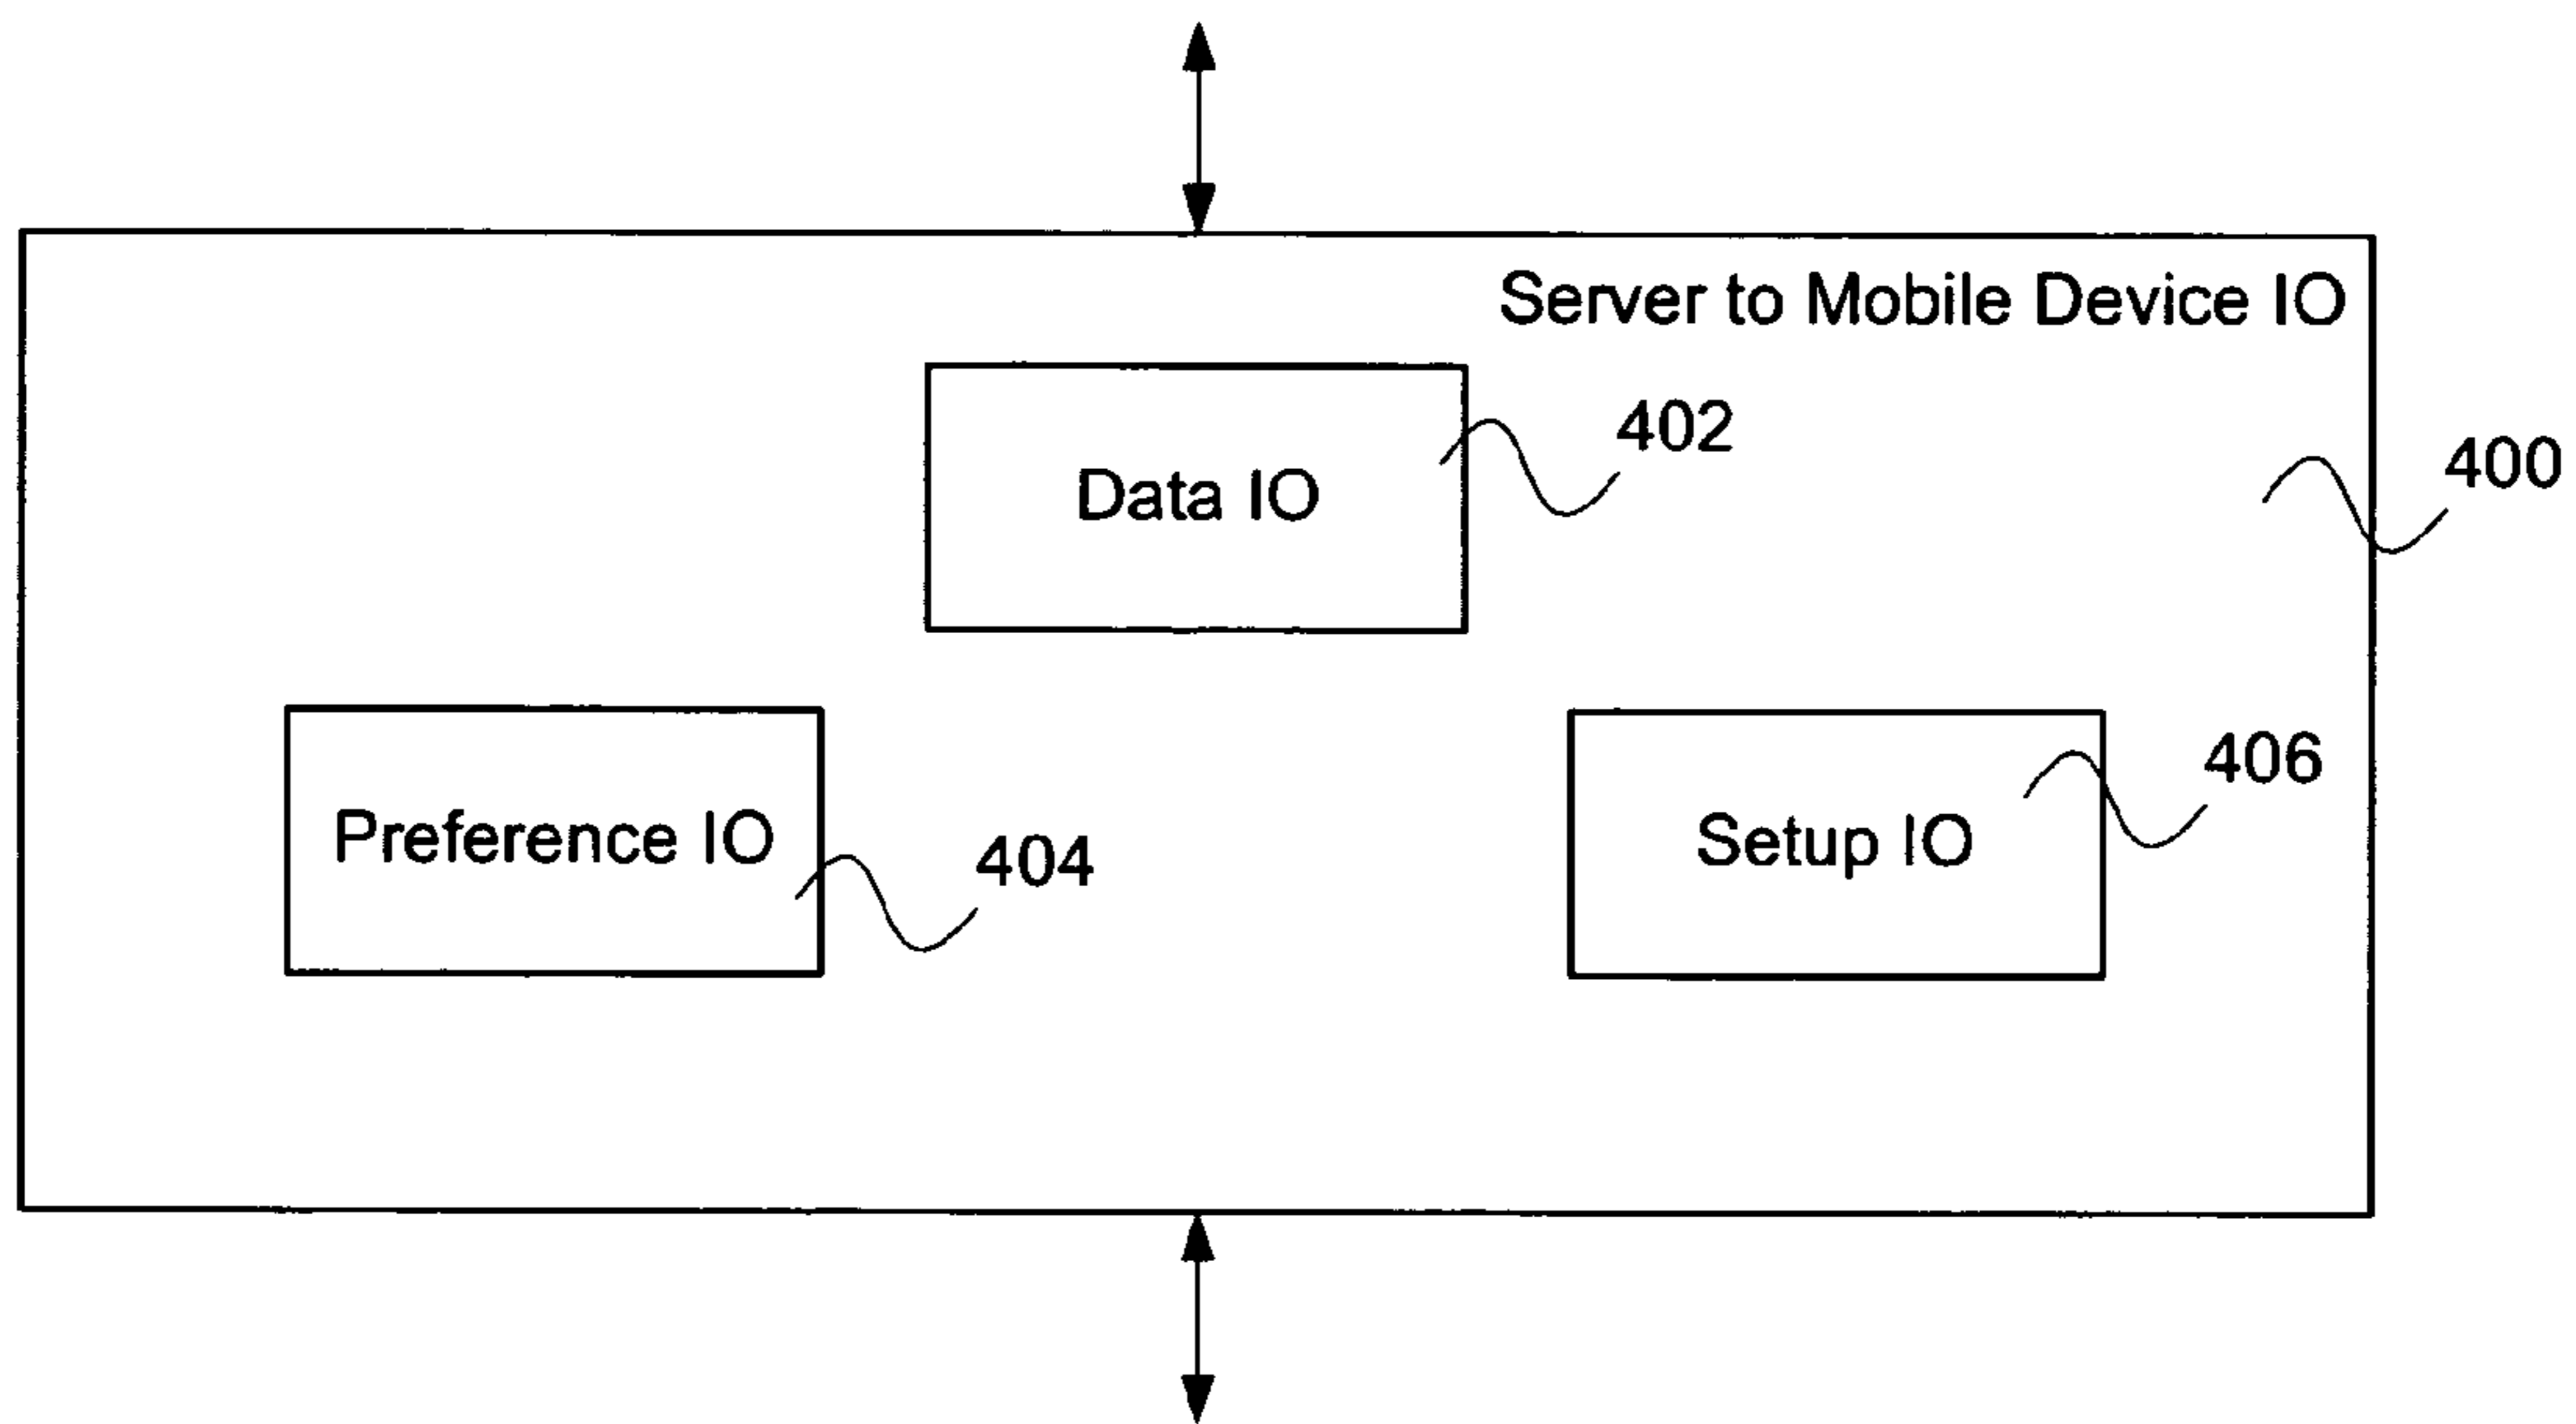 Server to Mobile Device IO
402
Data IO
400
406
Preference IO
404
Setup IO